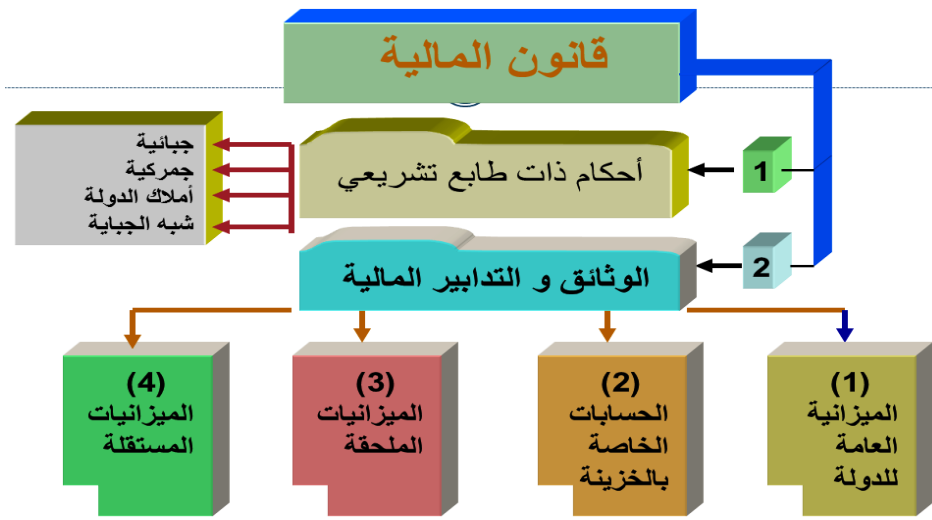 قانون المالية
1
أحكام ذات طابع تشريعي
جبائية
جمركية
أملاك الدولة
شبه الجباية
2
الوثائق و التدابير المالية
(1)
الميزانية
العامة
للدولة
(2)
الحسابات
الخاصة
بالخزينة
(3)
الميزانيات
الملحقة
(4)
الميزانيات
المستقلة